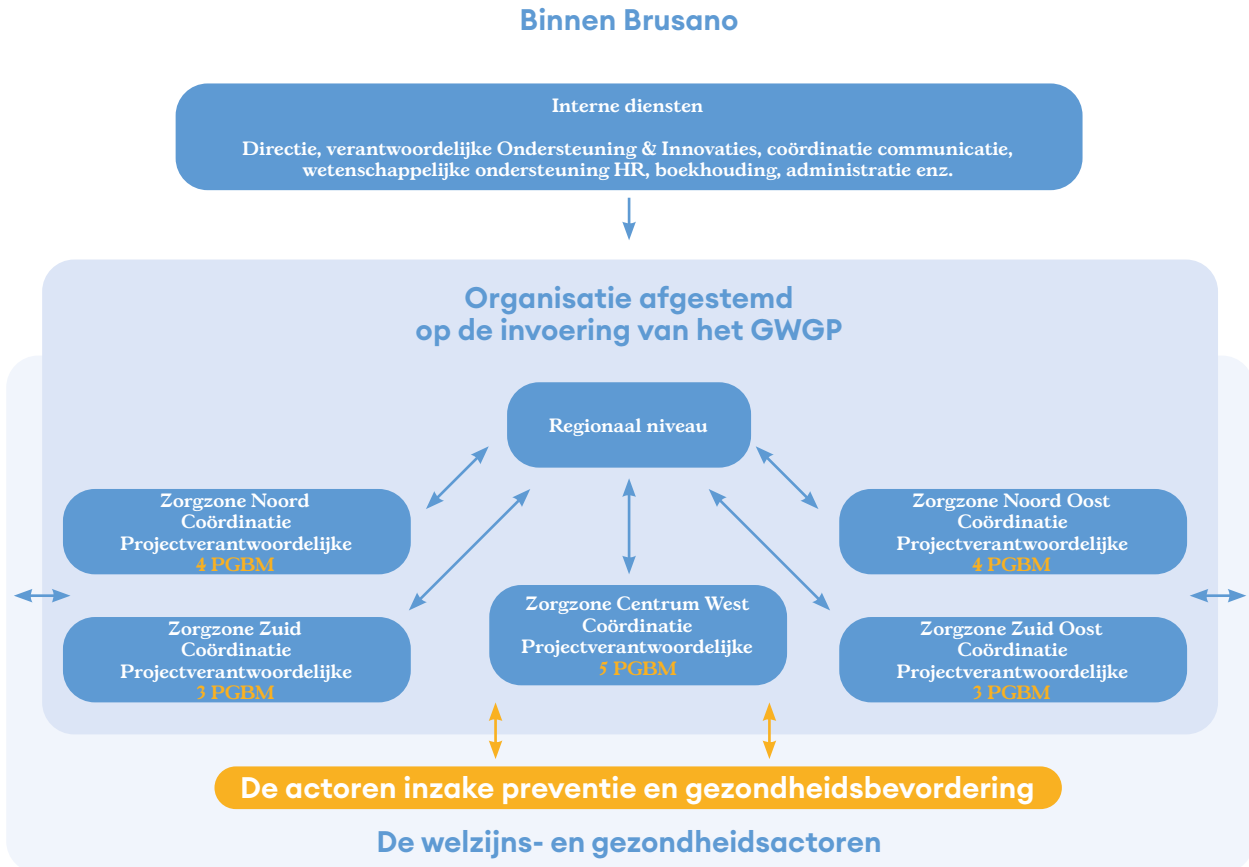 Binnen Brusano
Interne diensten
Directie, verantwoordelijke Ondersteuning & Innovaties, coördinatie communicatie,
wetenschappelijke ondersteuning HR, boekhouding, administratie enz.
Organisatie afgestemd
op de invoering van het GWGP
Regionaal niveau
Zorgzone Noord
Coördinatie
Projectverantwoordelijke
4 PGBM
Zorgzone Noord Oost
Coördinatie
Projectverantwoordelijke
4 PGBM
Zorgzone Zuid
Coördinatie
Projectverantwoordelijke
3 PGBM
Zorgzone Centrum West
Coördinatie
Projectverantwoordelijke
5 PGBM
Zorgzone Zuid Oost
Coördinatie
Projectverantwoordelijke
3 PGBM
De actoren inzake preventie en gezondheidsbevordering
De welzijns- en gezondheidsactoren